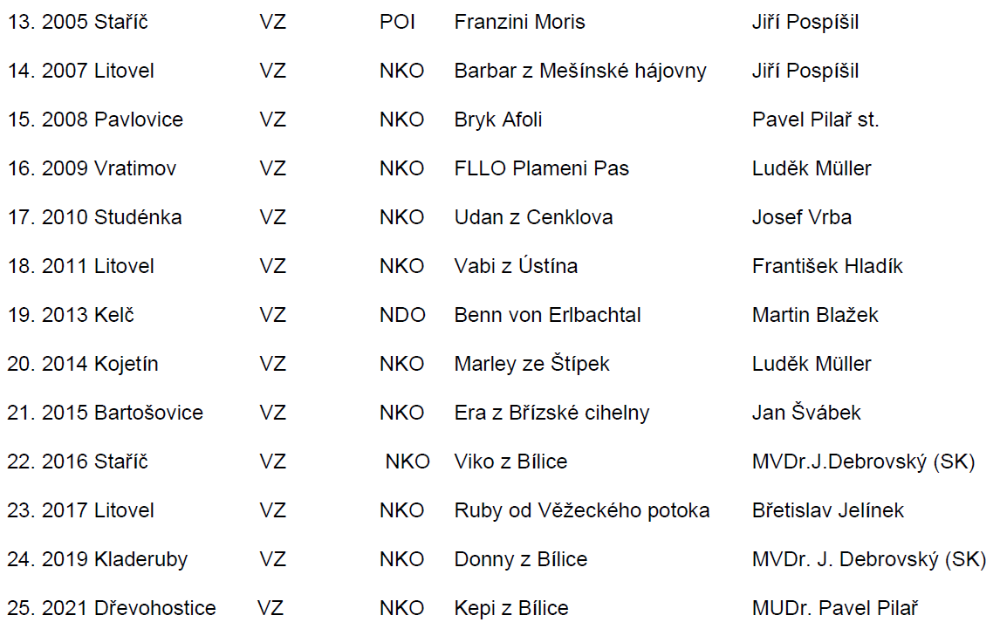 13. 2005 Staříč VZ POI Franzini Moris Jiří Pospíšil
14. 2007 Litovel VZ NKO Barbar z Mešínské hájovny Jiří Pospíšil
15. 2008 Pavlovice VZ NKO Bryk Afoli Pavel Pilař st.
16. 2009 Vratimov VZ NKO FLLO Plameni Pas Luděk Müller
17. 2010 Studénka VZ NKO Udan z Cenklova Josef Vrba
18. 2011 Litovel VZ NKO Vabi z Ústína František Hladík
19. 2013 Kelč VZ NDO Benn von Erlbachtal Martin Blažek
20. 2014 Kojetín VZ NKO Marley ze Štípek Luděk Müller
21. 2015 Bartošovice VZ NKO Era z Břízské cihelny Jan Švábek
22. 2016 Staříč VZ NKO Viko z Bílice MVDr.J.Debrovský (SK)
23. 2017 Litovel VZ NKO Ruby od Věžeckého potoka Břetislav Jelínek
24. 2019 Kladeruby VZ NKO Donny z Bílice MVDr. J. Debrovský (SK)
25. 2021 Dřevohostice VZ NKO Kepi z Bílice MUDr. Pavel Pilař